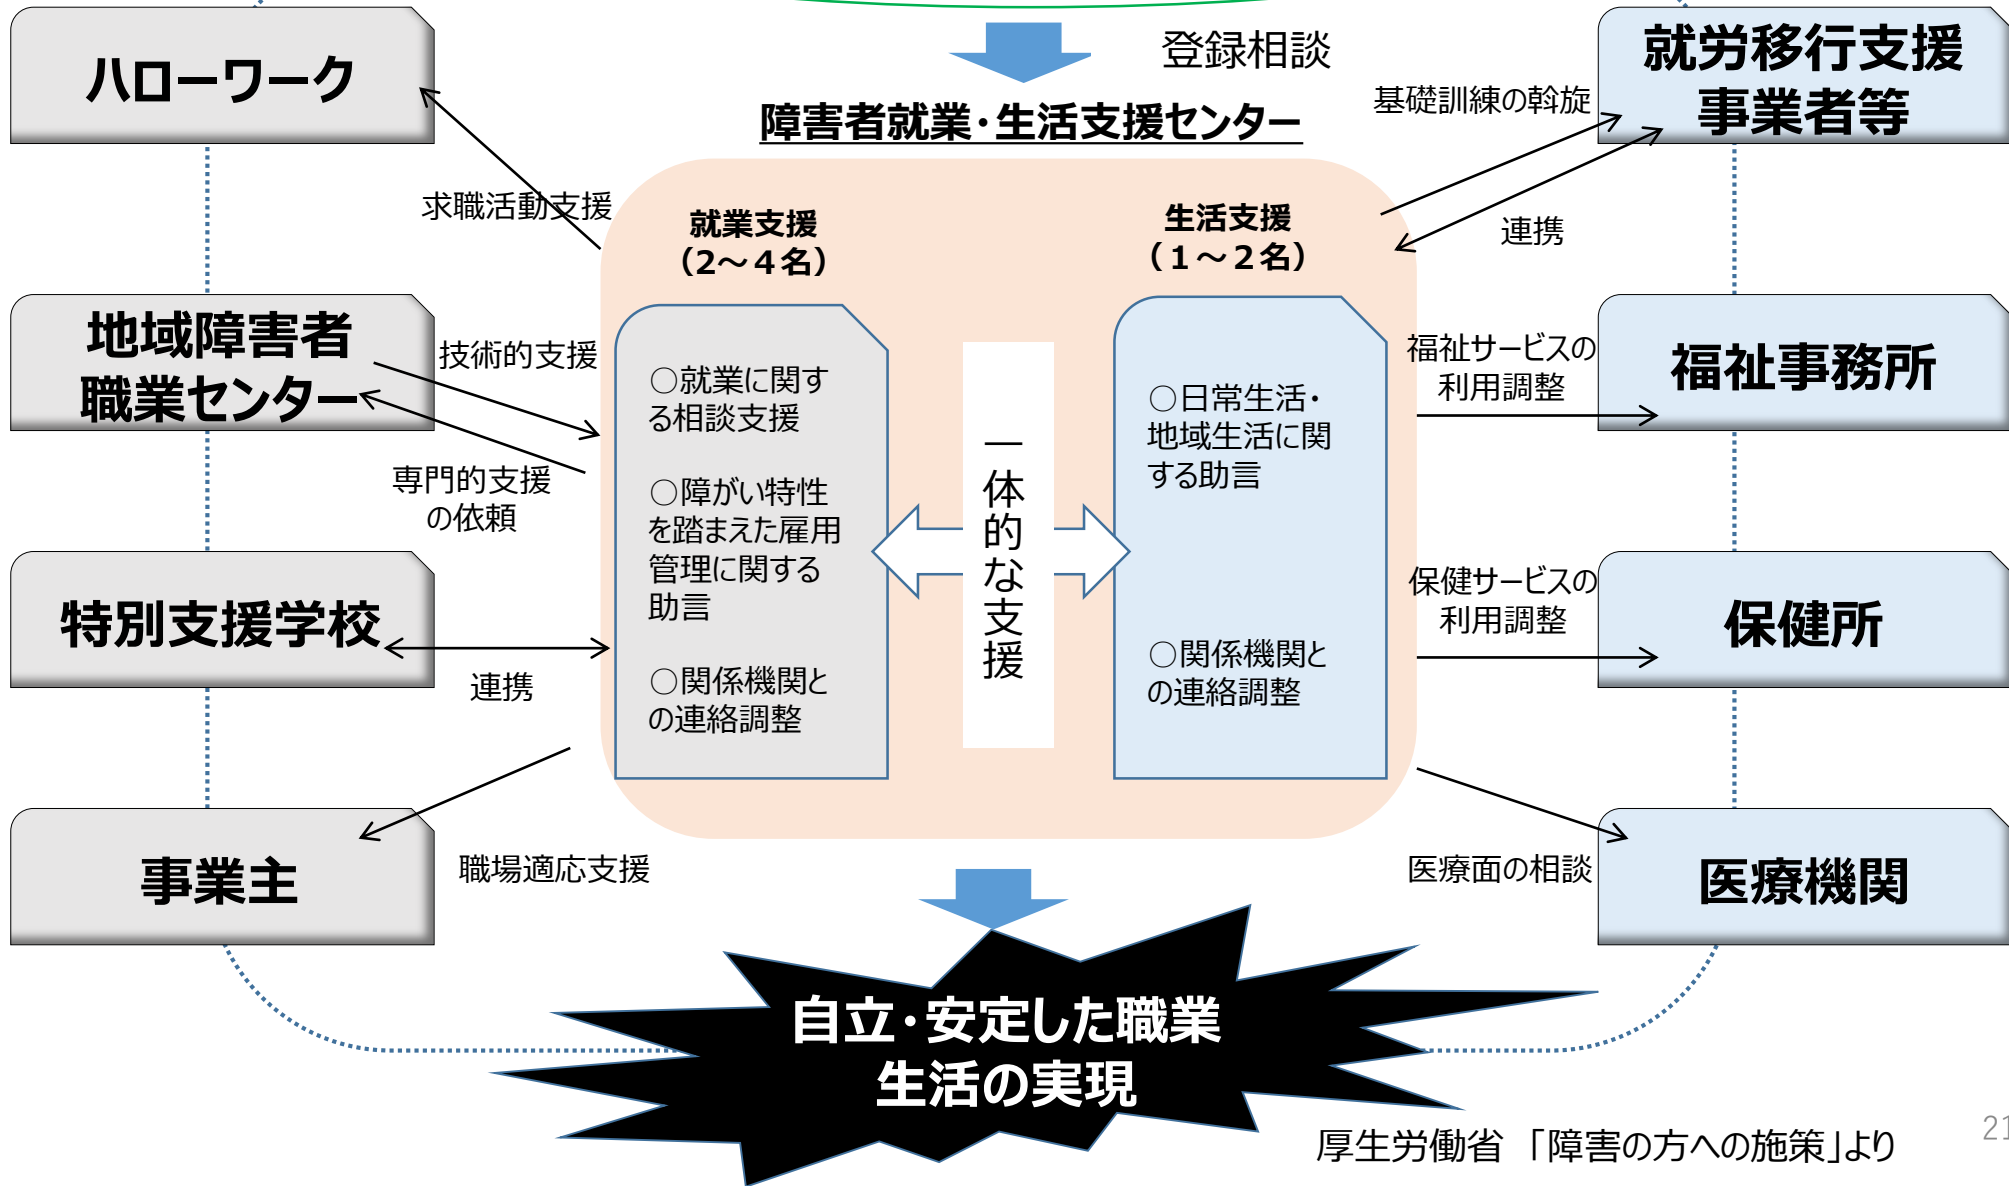 登録相談
ハローワーク
就労移行支援
事業者等
障害者就業・生活支援センター
基礎訓練の斡旋
求職活動支援
連携
就業支援
（2～４名）
生活支援
（１～２名）
地域障害者
職業センター
技術的支援
専門的支援
の依頼
○就業に関す
る相談支援
○障がい特性
を踏まえた雇用
管理に関する
助言
○関係機関と
の連絡調整
一体的な支援
○日常生活・
地域生活に関
する助言
○関係機関と
の連絡調整
福祉サービスの
利用調整
福祉事務所
特別支援学校
連携
保健サービスの
利用調整
保健所
事業主
職場適応支援
医療面の相談
医療機関
自立・安定した職業
生活の実現
厚生労働省 「障害の方への施策」より
21